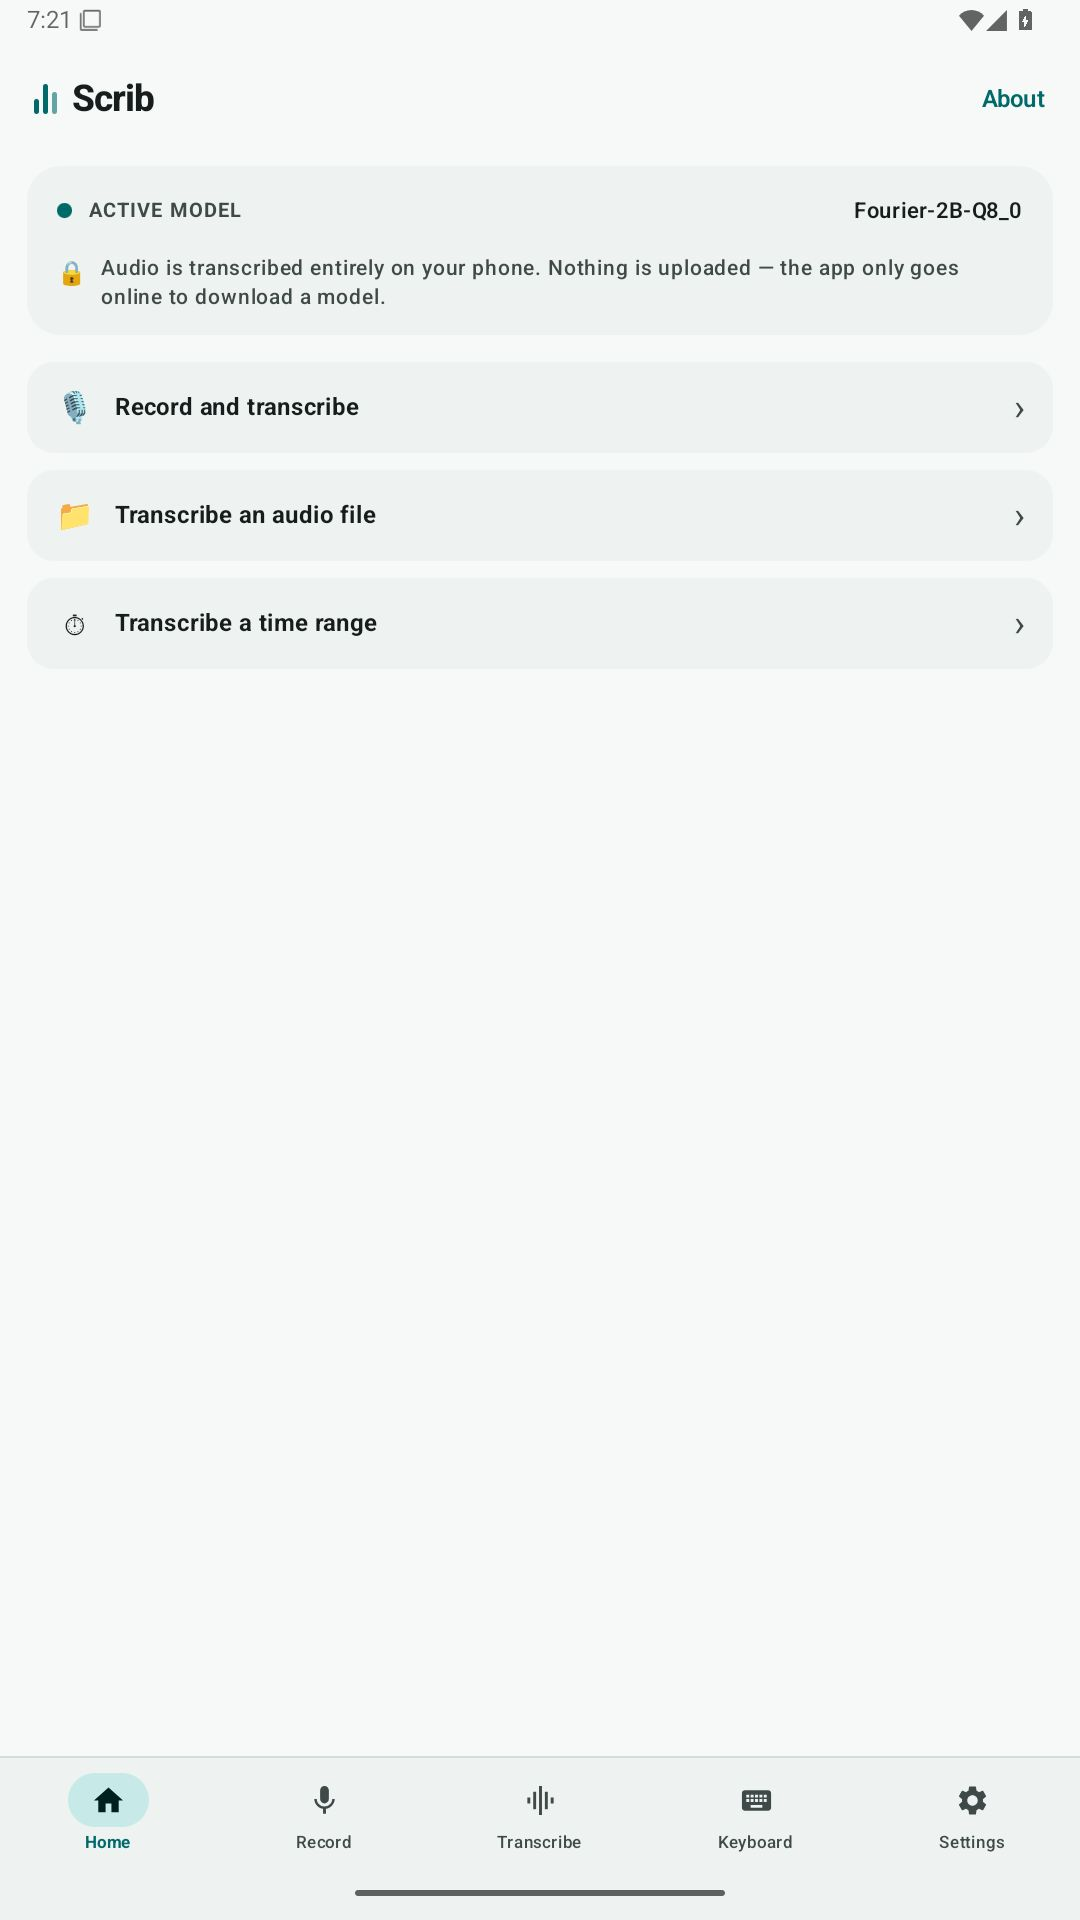 7:21
Scrib
About
ACTIVE MODEL
Fourier-2B-Q8_0
Audio is transcribed entirely on your phone. Nothing is uploaded — the app only goes
online to download a model.
Record and transcribe
Transcribe an audio file
Transcribe a time range
Home
Record
Transcribe
Keyboard
Settings